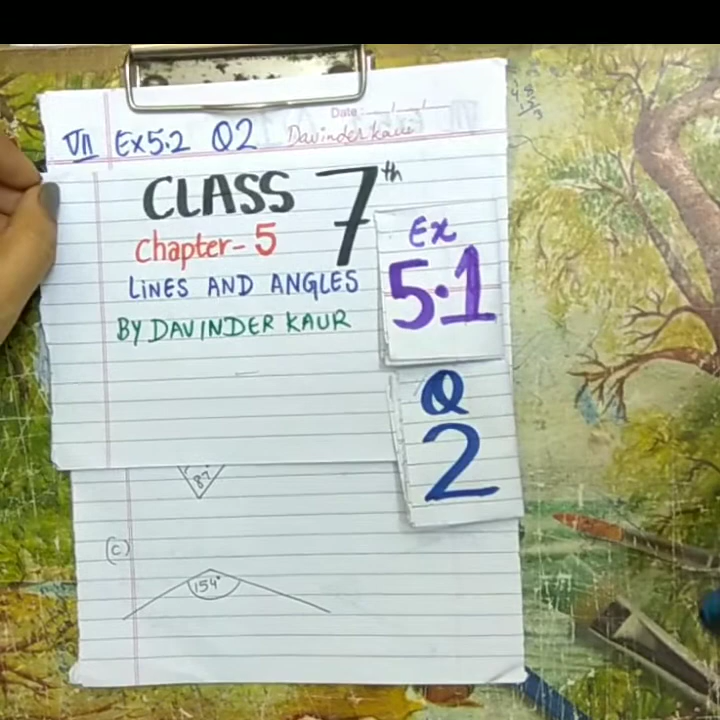 VII Ex5.2 Q2
Date :
Davinder Kaur
CLASS 7th
Chapter-5
LINES AND ANGLES
BY DAVINDER KAUR
Ex
5.1
Q
2
87°
(c)
154°